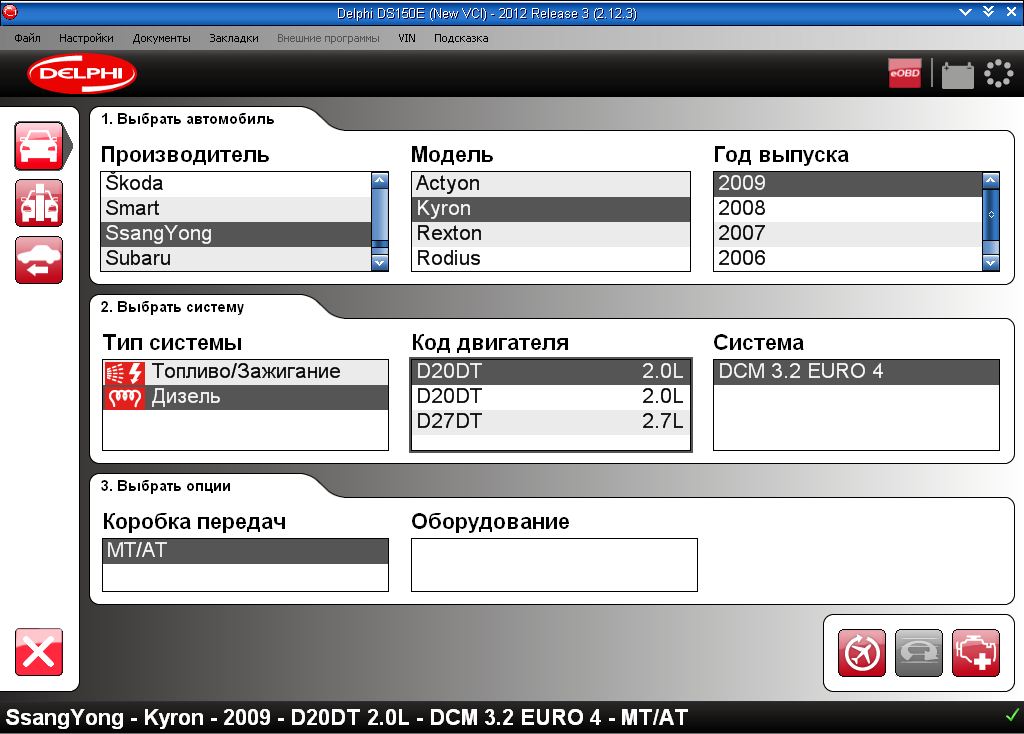 Delphi DS150E (New VCI) - 2012 Release 3 (2.12.3)
Файл Настройки Документы Закладки Внешние программы VIN Подсказка
DELPHI
eOBD
1. Выбрать автомобиль
Производитель Модель Год выпуска
Škoda Actyon 2009
Smart Kyron 2008
SsangYong Rexton 2007
Subaru Rodius 2006
2. Выбрать систему
Тип системы Код двигателя Система
Топливо/Зажигание D20DT 2.0L DCM 3.2 EURO 4
Дизель D20DT 2.0L
D27DT 2.7L
3. Выбрать опции
Коробка передач Оборудование
MT/AT
SsangYong - Kyron - 2009 - D20DT 2.0L - DCM 3.2 EURO 4 - MT/AT